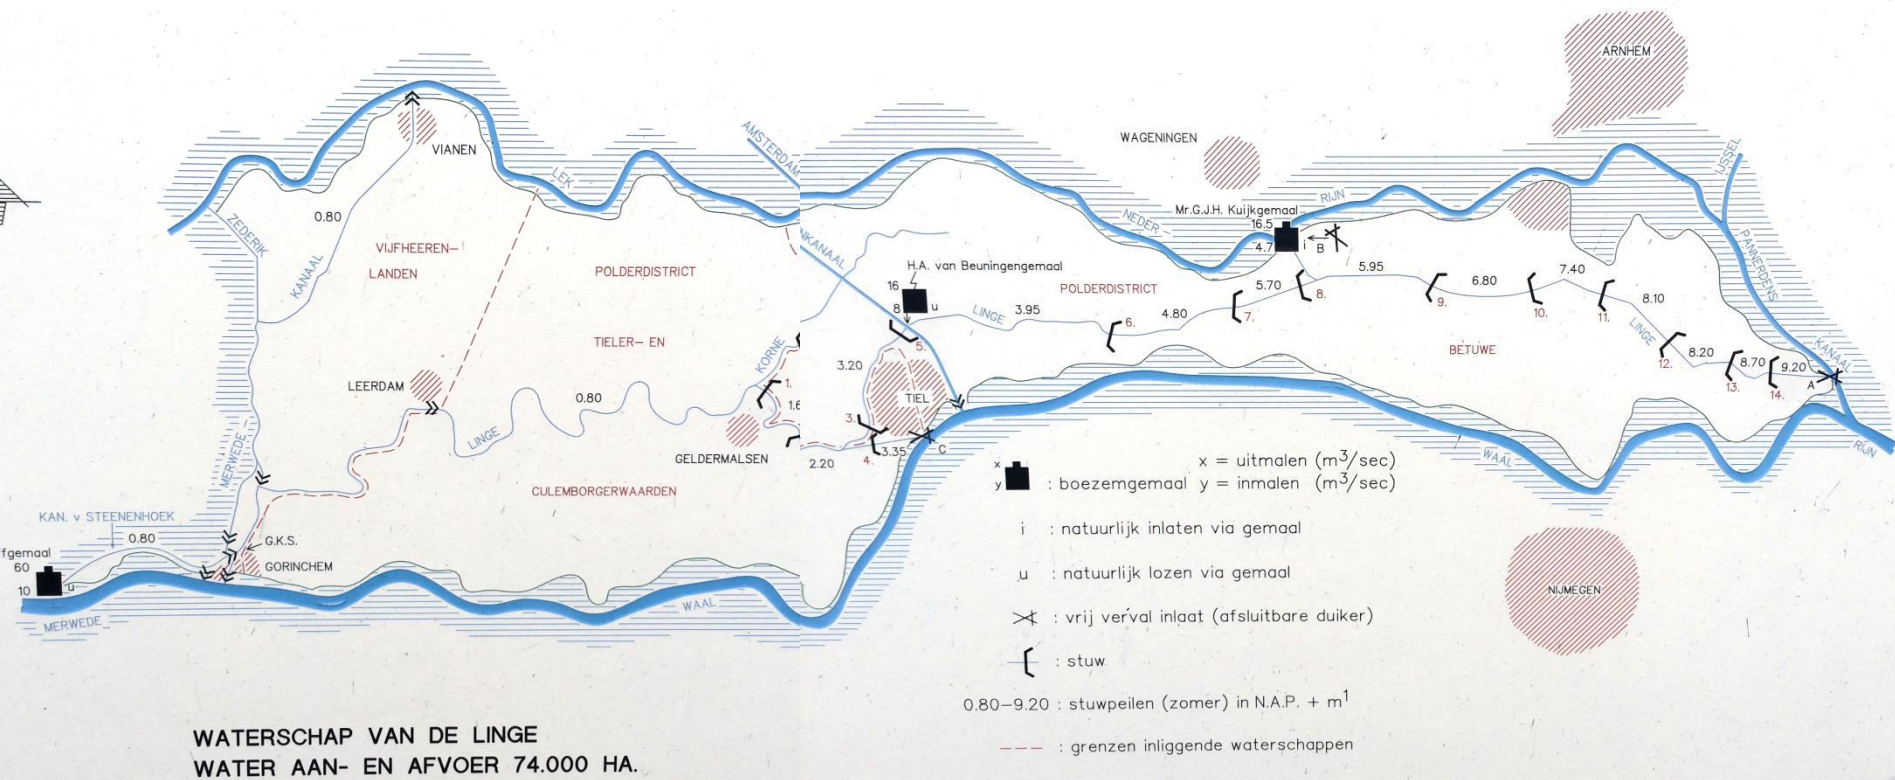 ARNHEM
WAGENINGEN
NIJMEGEN
IJSSEL
PANNERDENS
KANAAL
RIJN
RIJN
NEDER-
LEK
AMSTERDAM
NKANAAL
VIANEN
ZEDERIK
KANAAL
0.80
VIJFHEEREN-
LANDEN
POLDERDISTRICT
TIELER- EN
CULEMBORGERWAARDEN
LEERDAM
LINGE
0.80
KORNE
GELDERMALSEN
1.
1.6
2.20
3.
4.
3.35
3.20
C
TIEL
5.
H.A. van Beuningengemaal
16
8
u
LINGE
3.95
POLDERDISTRICT
BETUWE
6.
4.80
7.
5.70
8.
Mr.G.J.H. Kuijkgemaal
16.5
4.7
i
B
5.95
9.
6.80
10.
7.40
11.
8.10
LINGE
12.
8.20
13.
8.70
14.
9.20
A
WAAL
WAAL
MERWEDE-
KAN. v STEENENHOEK
0.80
G.K.S.
GORINCHEM
fgemaal
60
10
u
MERWEDE
x
y
: boezemgemaal
x = uitmalen (m³/sec)
y = inmalen (m³/sec)
i : natuurlijk inlaten via gemaal
u : natuurlijk lozen via gemaal
: vrij verval inlaat (afsluitbare duiker)
: stuw
0.80-9.20 : stuwpeilen (zomer) in N.A.P. + m¹
: grenzen inliggende waterschappen
WATERSCHAP VAN DE LINGE
WATER AAN- EN AFVOER 74.000 HA.